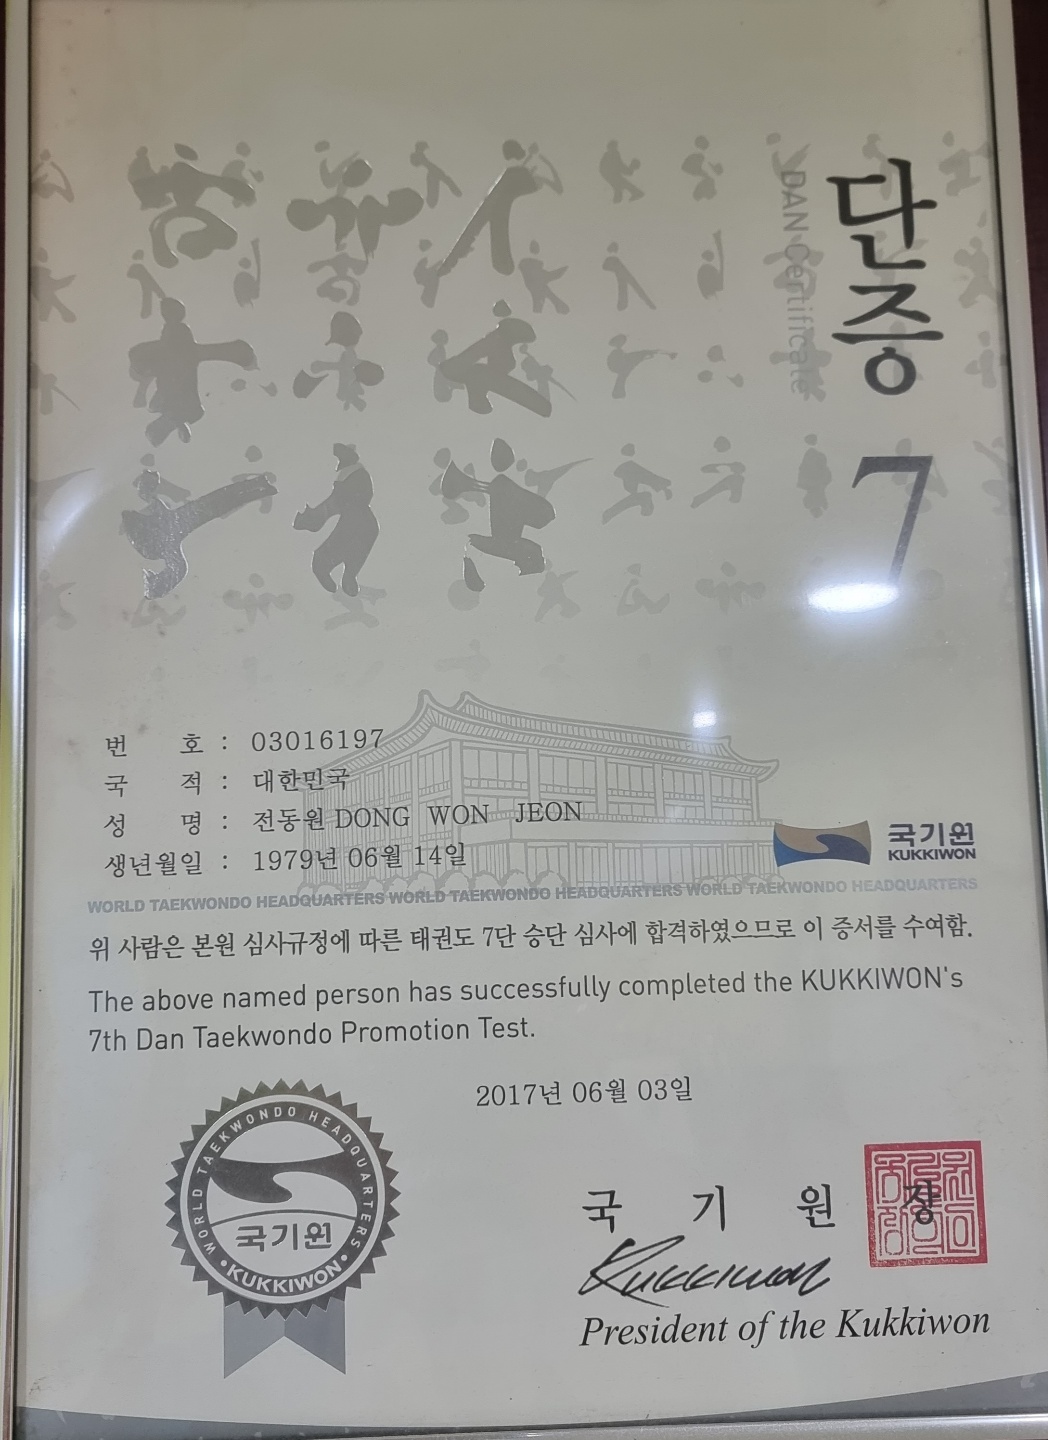 단증 7
DAN Certificate
번 호 : 03016197
국 적 : 대한민국
성 명 : 전동원 DONG WON JEON
생년월일 : 1979년 06월 14일
국기원
KUKKIWON
WORLD TAEKWONDO HEADQUARTERS WORLD TAEKWONDO HEADQUARTERS WORLD TAEKWONDO HEADQUARTERS
위 사람은 본원 심사규정에 따른 태권도 7단 승단 심사에 합격하였으므로 이 증서를 수여함.
The above named person has successfully completed the KUKKIWON's
7th Dan Taekwondo Promotion Test.
2017년 06월 03일
WORLD TAEKWONDO HEADQUARTERS
국기원
KUKKIWON
국 기 원 장
Kukkiwon
President of the Kukkiwon